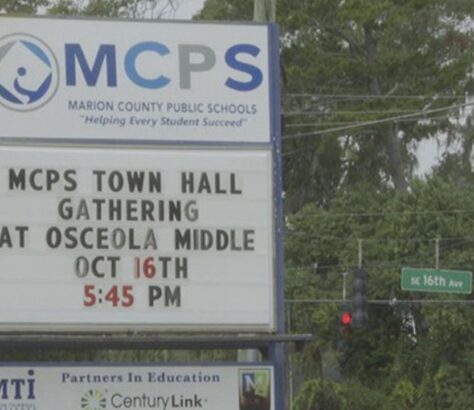 MCPS
MARION COUNTY PUBLIC SCHOOLS
"Helping Every Student Succeed"
MCPS TOWN HALL
GATHERING
AT OSCEOLA MIDDLE
OCT 16TH
5:45 PM
SE 16th Ave
MTI
Partners In Education
CenturyLink